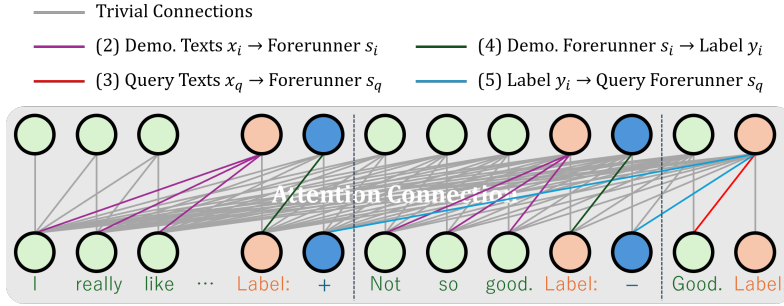 Trivial Connections
(2) Demo. Texts xᵢ → Forerunner sᵢ (4) Demo. Forerunner sᵢ → Label yᵢ
(3) Query Texts x_q → Forerunner s_q (5) Label yᵢ → Query Forerunner s_q
Attention Connection
I really like ... Label: + Not so good. Label: − Good. Label